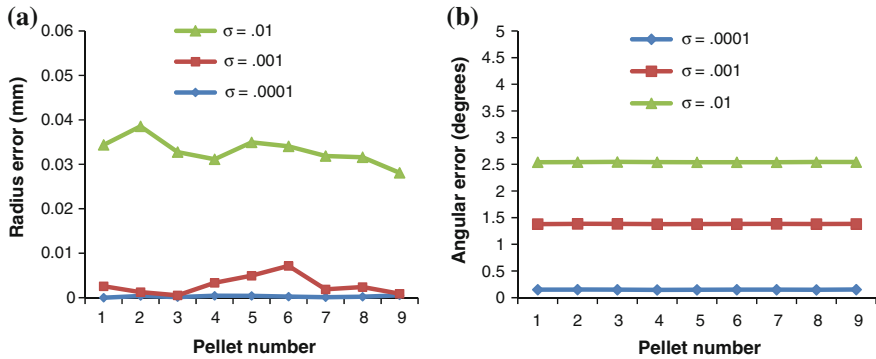 (a)
0.06
0.05
0.04
0.03
0.02
0.01
0
Radius error (mm)
σ = .01
σ = .001
σ = .0001
1 2 3 4 5 6 7 8 9
Pellet number
(b)
5
4.5
4
3.5
3
2.5
2
1.5
1
0.5
0
Angular error (degrees)
σ = .0001
σ = .001
σ = .01
1 2 3 4 5 6 7 8 9
Pellet number